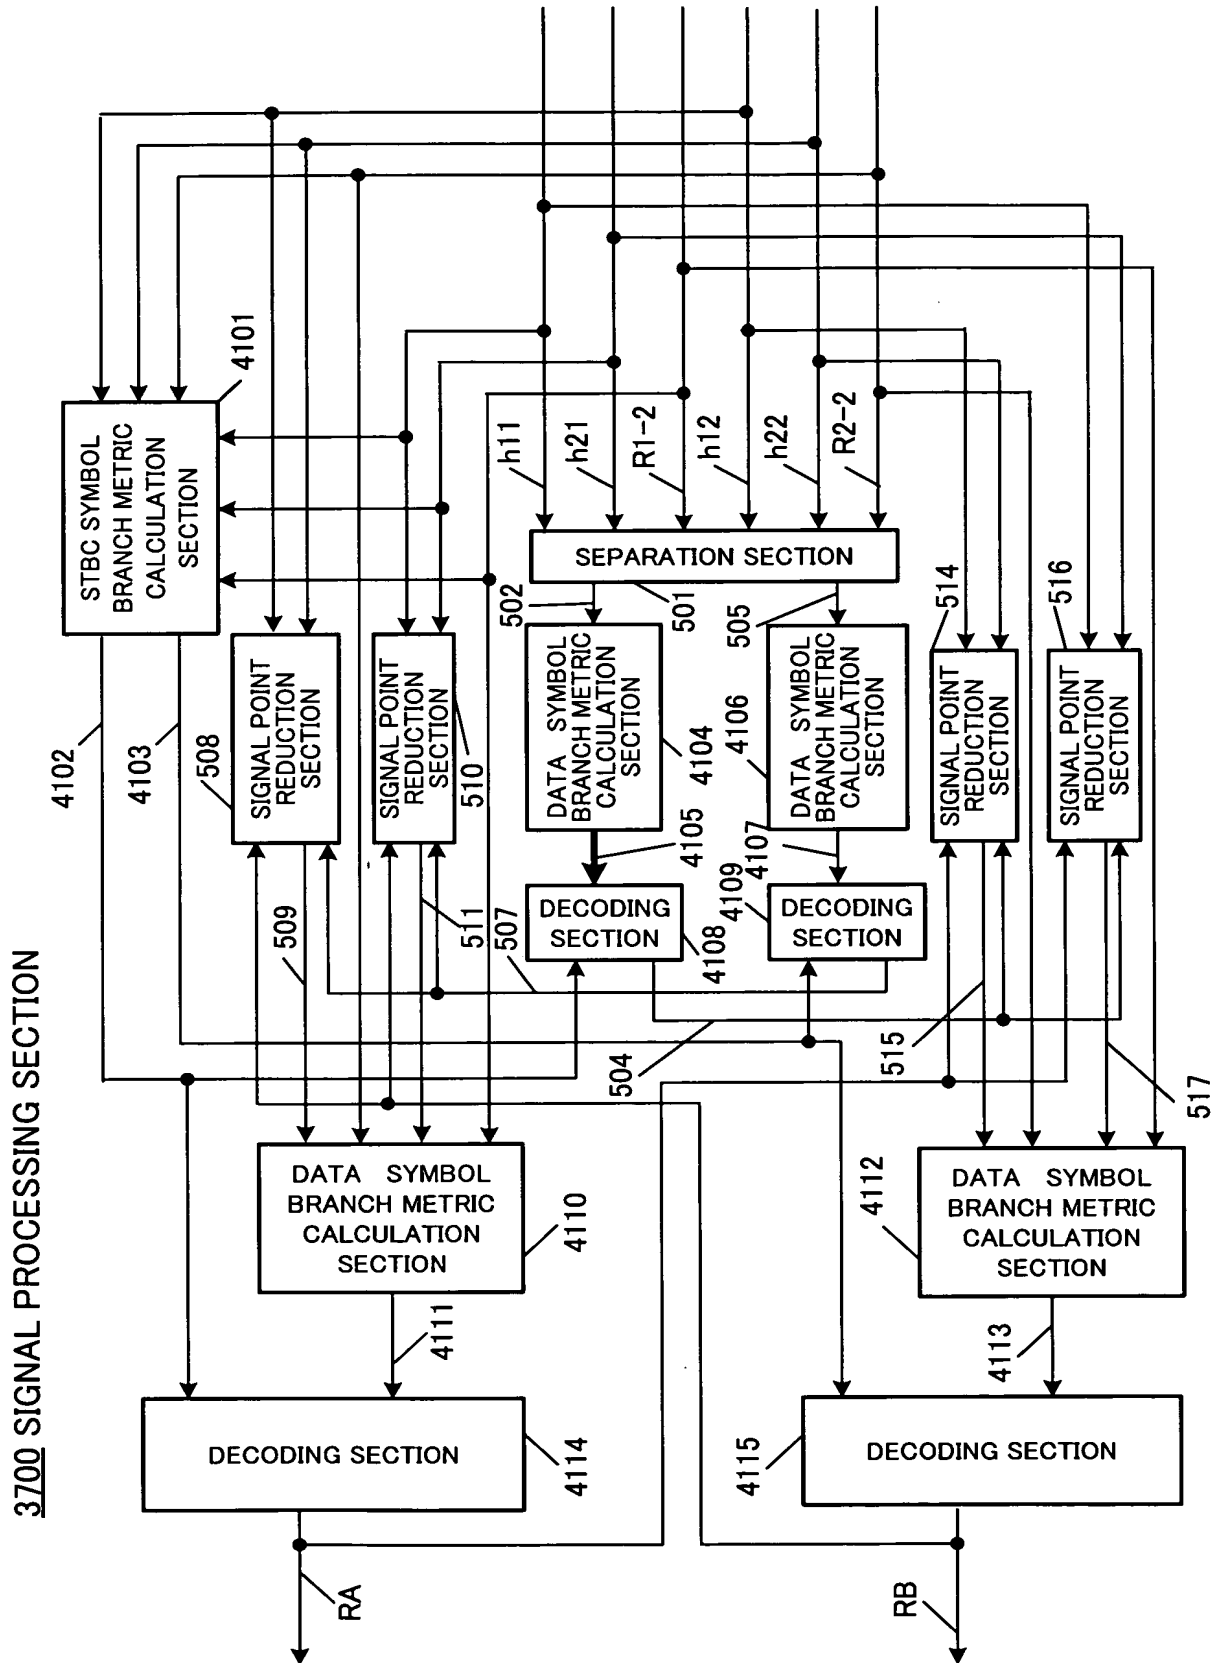 3700 SIGNAL PROCESSING SECTION
STBC SYMBOL
BRANCH METRIC
CALCULATION
SECTION
4101
4102
4103
508
SIGNAL POINT
REDUCTION
SECTION
SIGNAL POINT
REDUCTION
SECTION
510
h11
h21
R1-2
h12
h22
R2-2
SEPARATION SECTION
501
502
505
DATA SYMBOL
BRANCH METRIC
CALCULATION
SECTION
4104
4106
DATA SYMBOL
BRANCH METRIC
CALCULATION
SECTION
514
SIGNAL POINT
REDUCTION
SECTION
516
SIGNAL POINT
REDUCTION
SECTION
4105
4107
4109
DECODING
SECTION
4108
DECODING
SECTION
509
511
507
504
515
517
DATA SYMBOL
BRANCH METRIC
CALCULATION
SECTION
4110
4112
DATA SYMBOL
BRANCH METRIC
CALCULATION
SECTION
4111
4113
DECODING SECTION
4114
4115
DECODING SECTION
RA
RB